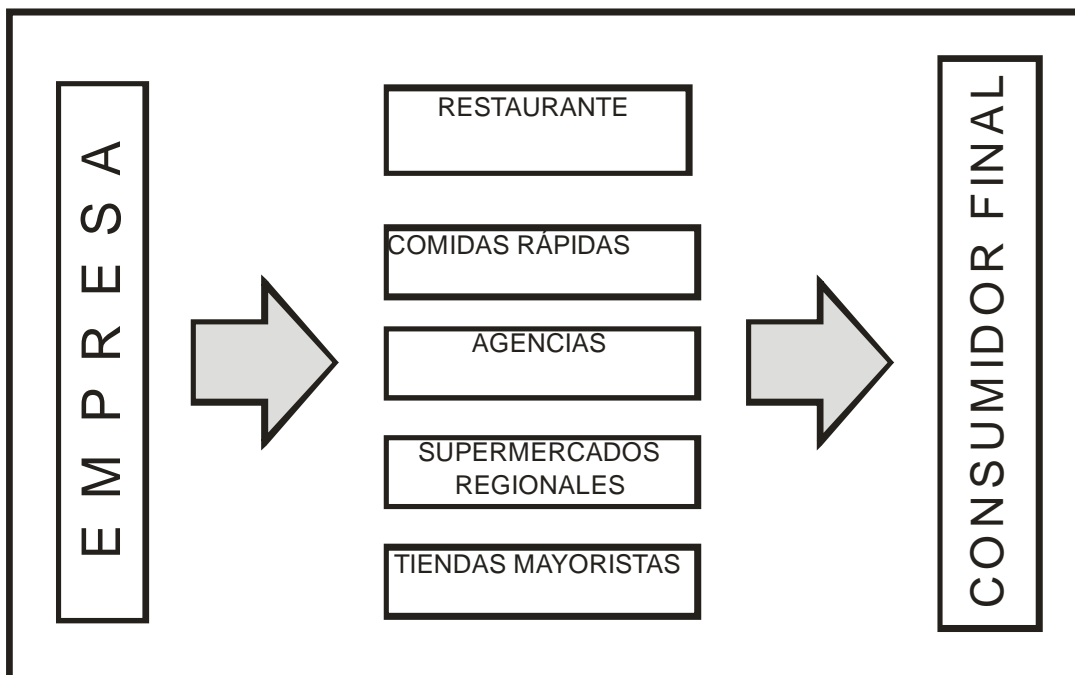 EMPRESA
RESTAURANTE
COMIDAS RÁPIDAS
AGENCIAS
SUPERMERCADOS
REGIONALES
TIENDAS MAYORISTAS
CONSUMIDOR FINAL